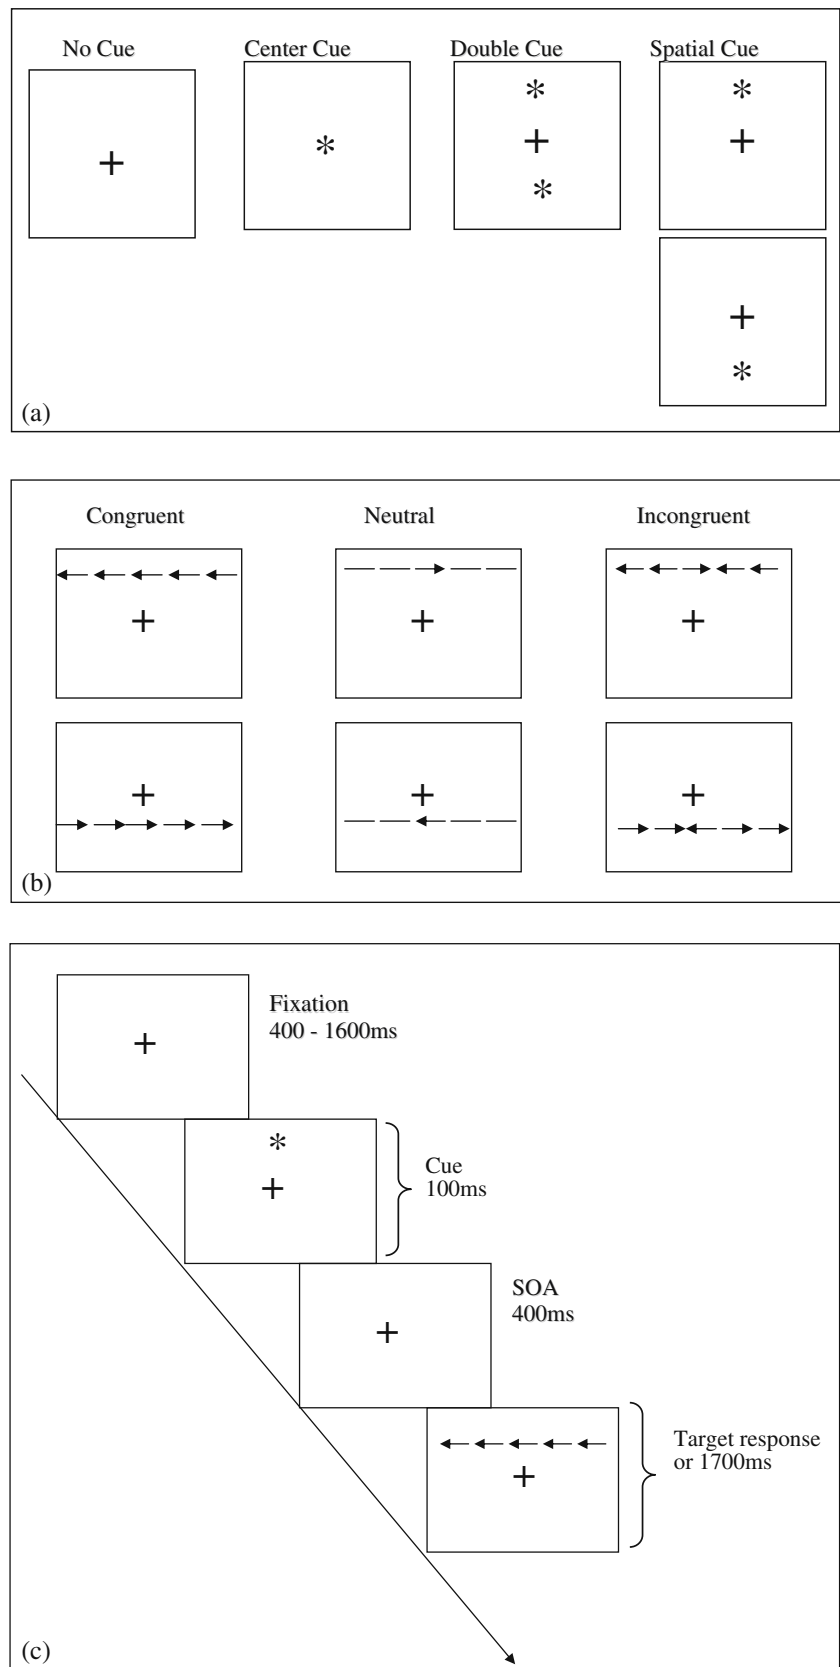 No Cue Center Cue Double Cue Spatial Cue
+
*
*
+
*
*
+
+
*
(a)
Congruent Neutral Incongruent
+ + +
+ + +
(b)
+
Fixation
400 - 1600ms
*
+
Cue
100ms
+
SOA
400ms
+
Target response
or 1700ms
(c)